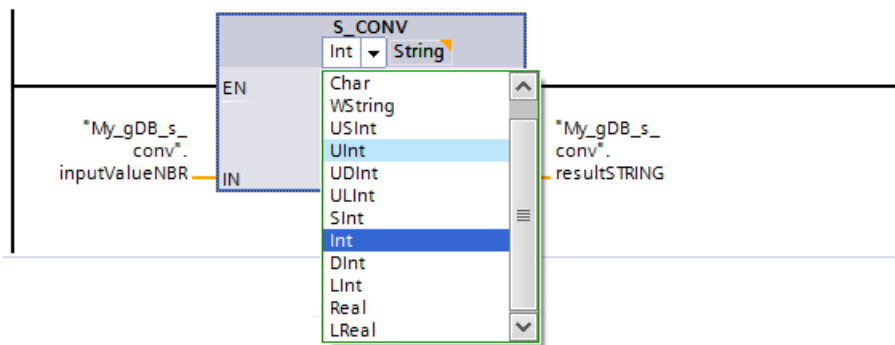 S_CONV
Int String
EN
Char
WString
USInt
UInt
UDInt
ULInt
SInt
Int
DInt
LInt
Real
LReal
"My_gDB_s_
conv".
inputValueNBR
IN
"My_gDB_s_
conv".
resultSTRING